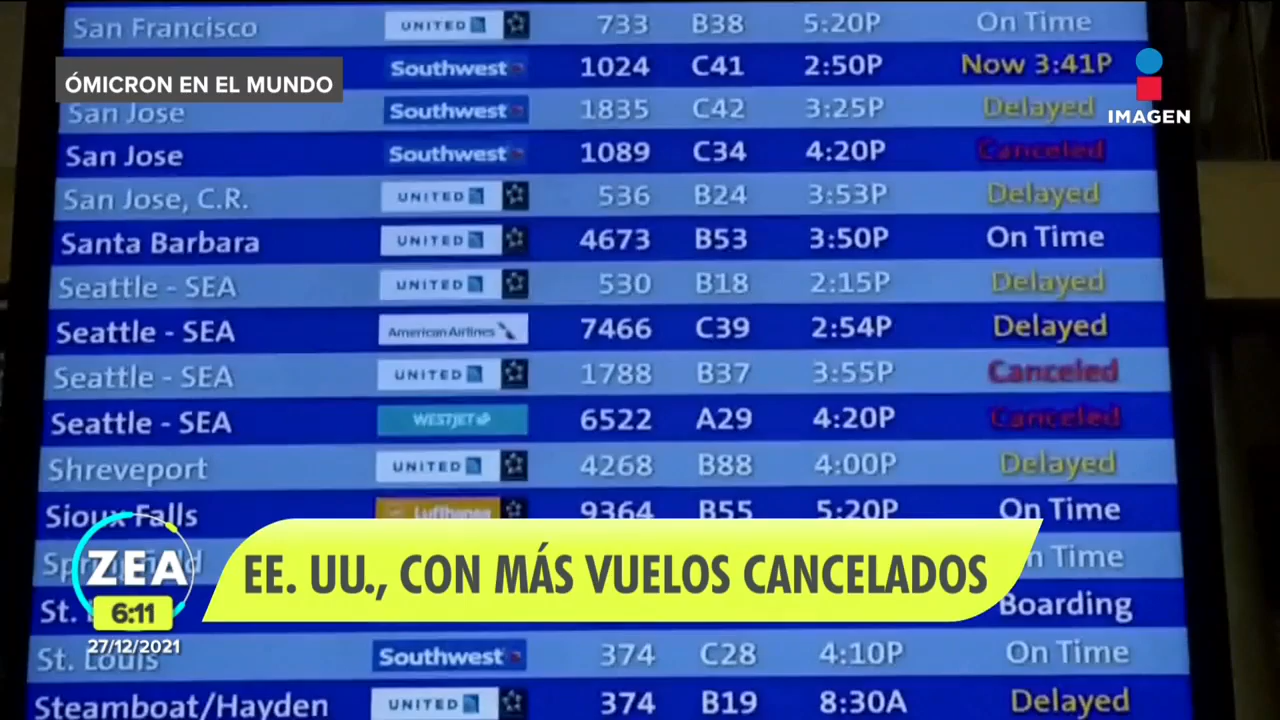 San Francisco UNITED 733 B38 5:20P On Time
ÓMICRON EN EL MUNDO
Southwest 1024 C41 2:50P Now 3:41P
IMAGEN
San Jose Southwest 1835 C42 3:25P Delayed
San Jose Southwest 1089 C34 4:20P Canceled
San Jose, C.R. UNITED 536 B24 3:53P Delayed
Santa Barbara UNITED 4673 B53 3:50P On Time
Seattle - SEA UNITED 530 B18 2:15P Delayed
Seattle - SEA American Airlines 7466 C39 2:54P Delayed
Seattle - SEA UNITED 1788 B37 3:55P Canceled
Seattle - SEA WESTJET 6522 A29 4:20P Canceled
Shreveport UNITED 4268 B88 4:00P Delayed
Sioux Falls Lufthansa 9364 B55 5:20P On Time
Springfield On Time
ZEA
EE. UU., CON MÁS VUELOS CANCELADOS
St. Boarding
6:11
27/12/2021
St. Louis Southwest 374 C28 4:10P On Time
Steamboat/Hayden UNITED 374 B19 8:30A Delayed